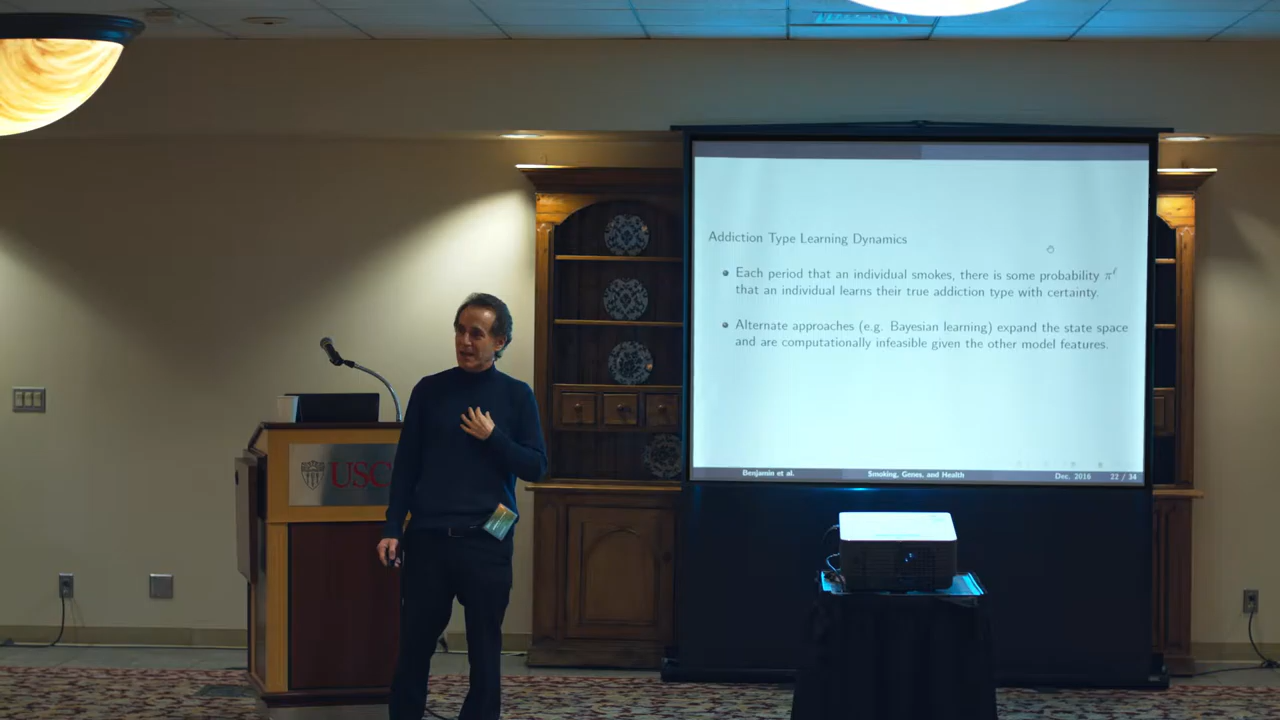 Addiction Type Learning Dynamics
Each period that an individual smokes, there is some probability πℓ
that an individual learns their true addiction type with certainty.
Alternate approaches (e.g. Bayesian learning) expand the state space
and are computationally infeasible given the other model features.
Benjamin et al. Smoking, Genes, and Health Dec. 2016 22 / 34
USC